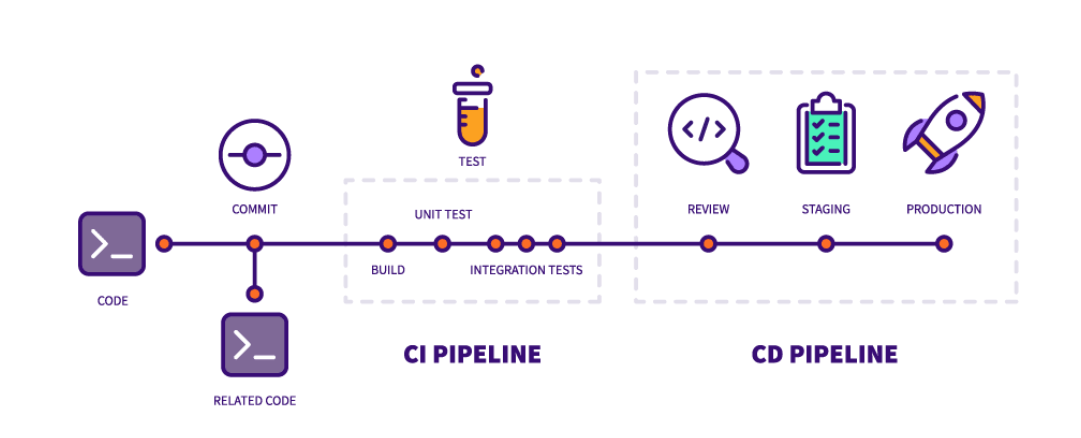 TEST
COMMIT
REVIEW
STAGING
PRODUCTION
UNIT TEST
BUILD
INTEGRATION TESTS
CODE
CI PIPELINE
CD PIPELINE
RELATED CODE